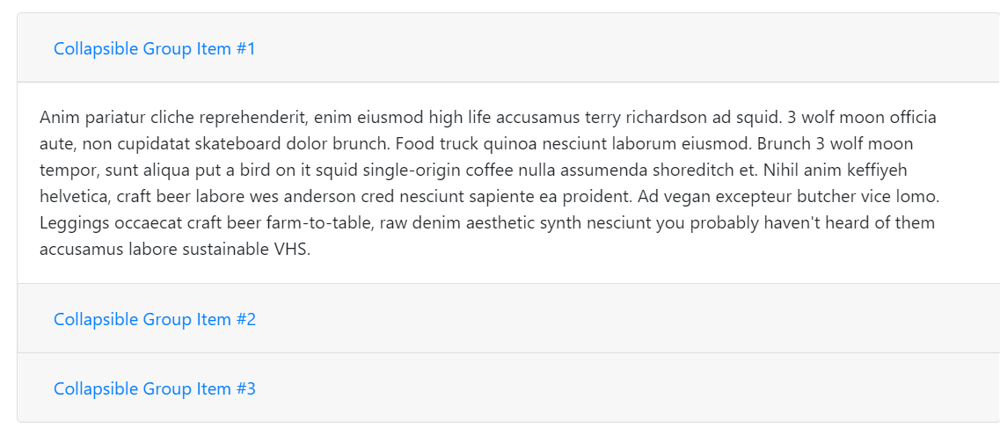 Collapsible Group Item #1
Anim pariatur cliche reprehenderit, enim eiusmod high life accusamus terry richardson ad squid. 3 wolf moon officia
aute, non cupidatat skateboard dolor brunch. Food truck quinoa nesciunt laborum eiusmod. Brunch 3 wolf moon
tempor, sunt aliqua put a bird on it squid single-origin coffee nulla assumenda shoreditch et. Nihil anim keffiyeh
helvetica, craft beer labore wes anderson cred nesciunt sapiente ea proident. Ad vegan excepteur butcher vice lomo.
Leggings occaecat craft beer farm-to-table, raw denim aesthetic synth nesciunt you probably haven't heard of them
accusamus labore sustainable VHS.
Collapsible Group Item #2
Collapsible Group Item #3